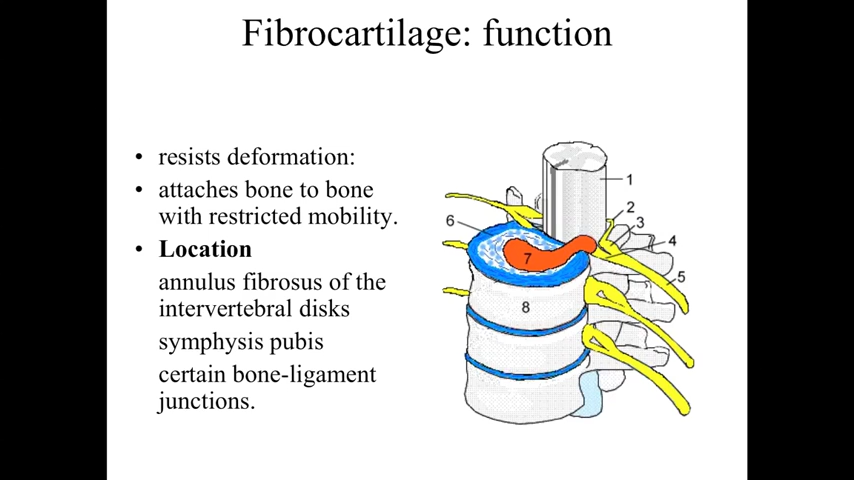 Fibrocartilage: function
• resists deformation:
• attaches bone to bone
with restricted mobility.
• Location
annulus fibrosus of the
intervertebral disks
symphysis pubis
certain bone-ligament
junctions.
1
2
3
4
5
6
7
8